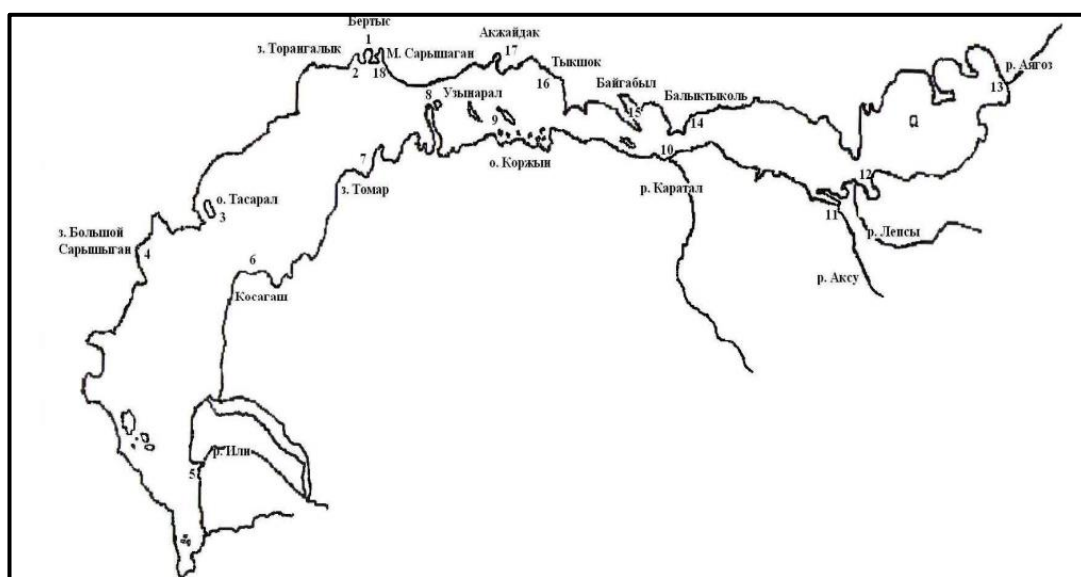 Бертыс
1
з. Торангалык
2
18
М. Сарышаган
Акжайдак
17
Тыкшок
16
8
Узынарал
9
Байгабыл
15
Балыктыколь
14
р. Аягоз
13
7
з. Томар
о. Коржын
10
р. Каратал
12
11
р. Лепсы
р. Аксу
о. Тасарал
3
з. Большой
Сарышыган
4
6
Косагаш
р. Или
5